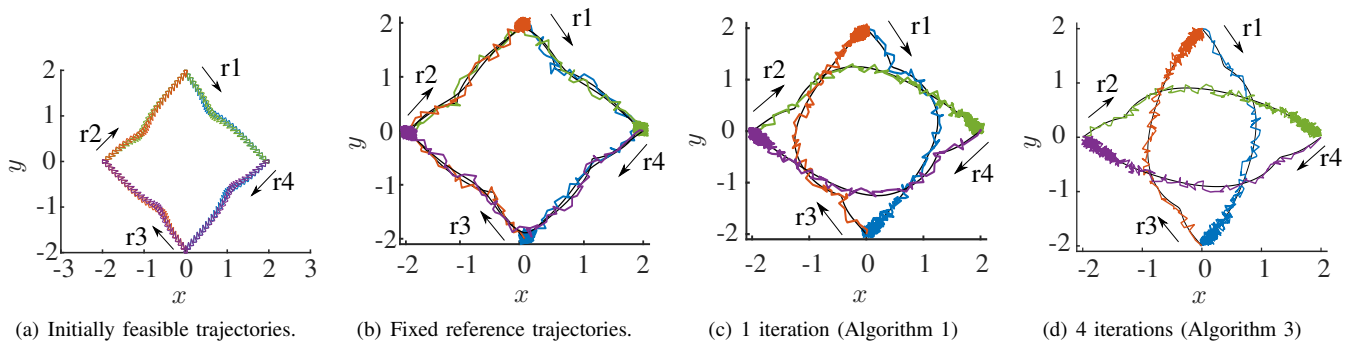 r1
r2
r3
r4
2
1
0
-1
-2
-3 -2 -1 0 1 2 3
y
x
(a) Initially feasible trajectories.
r1
r2
r3
r4
2
1
0
-1
-2
-2 -1 0 1 2
y
x
(b) Fixed reference trajectories.
r1
r2
r3
r4
2
1
0
-1
-2
-2 -1 0 1 2
y
x
(c) 1 iteration (Algorithm 1)
r1
r2
r3
r4
2
1
0
-1
-2
-2 -1 0 1 2
y
x
(d) 4 iterations (Algorithm 3)